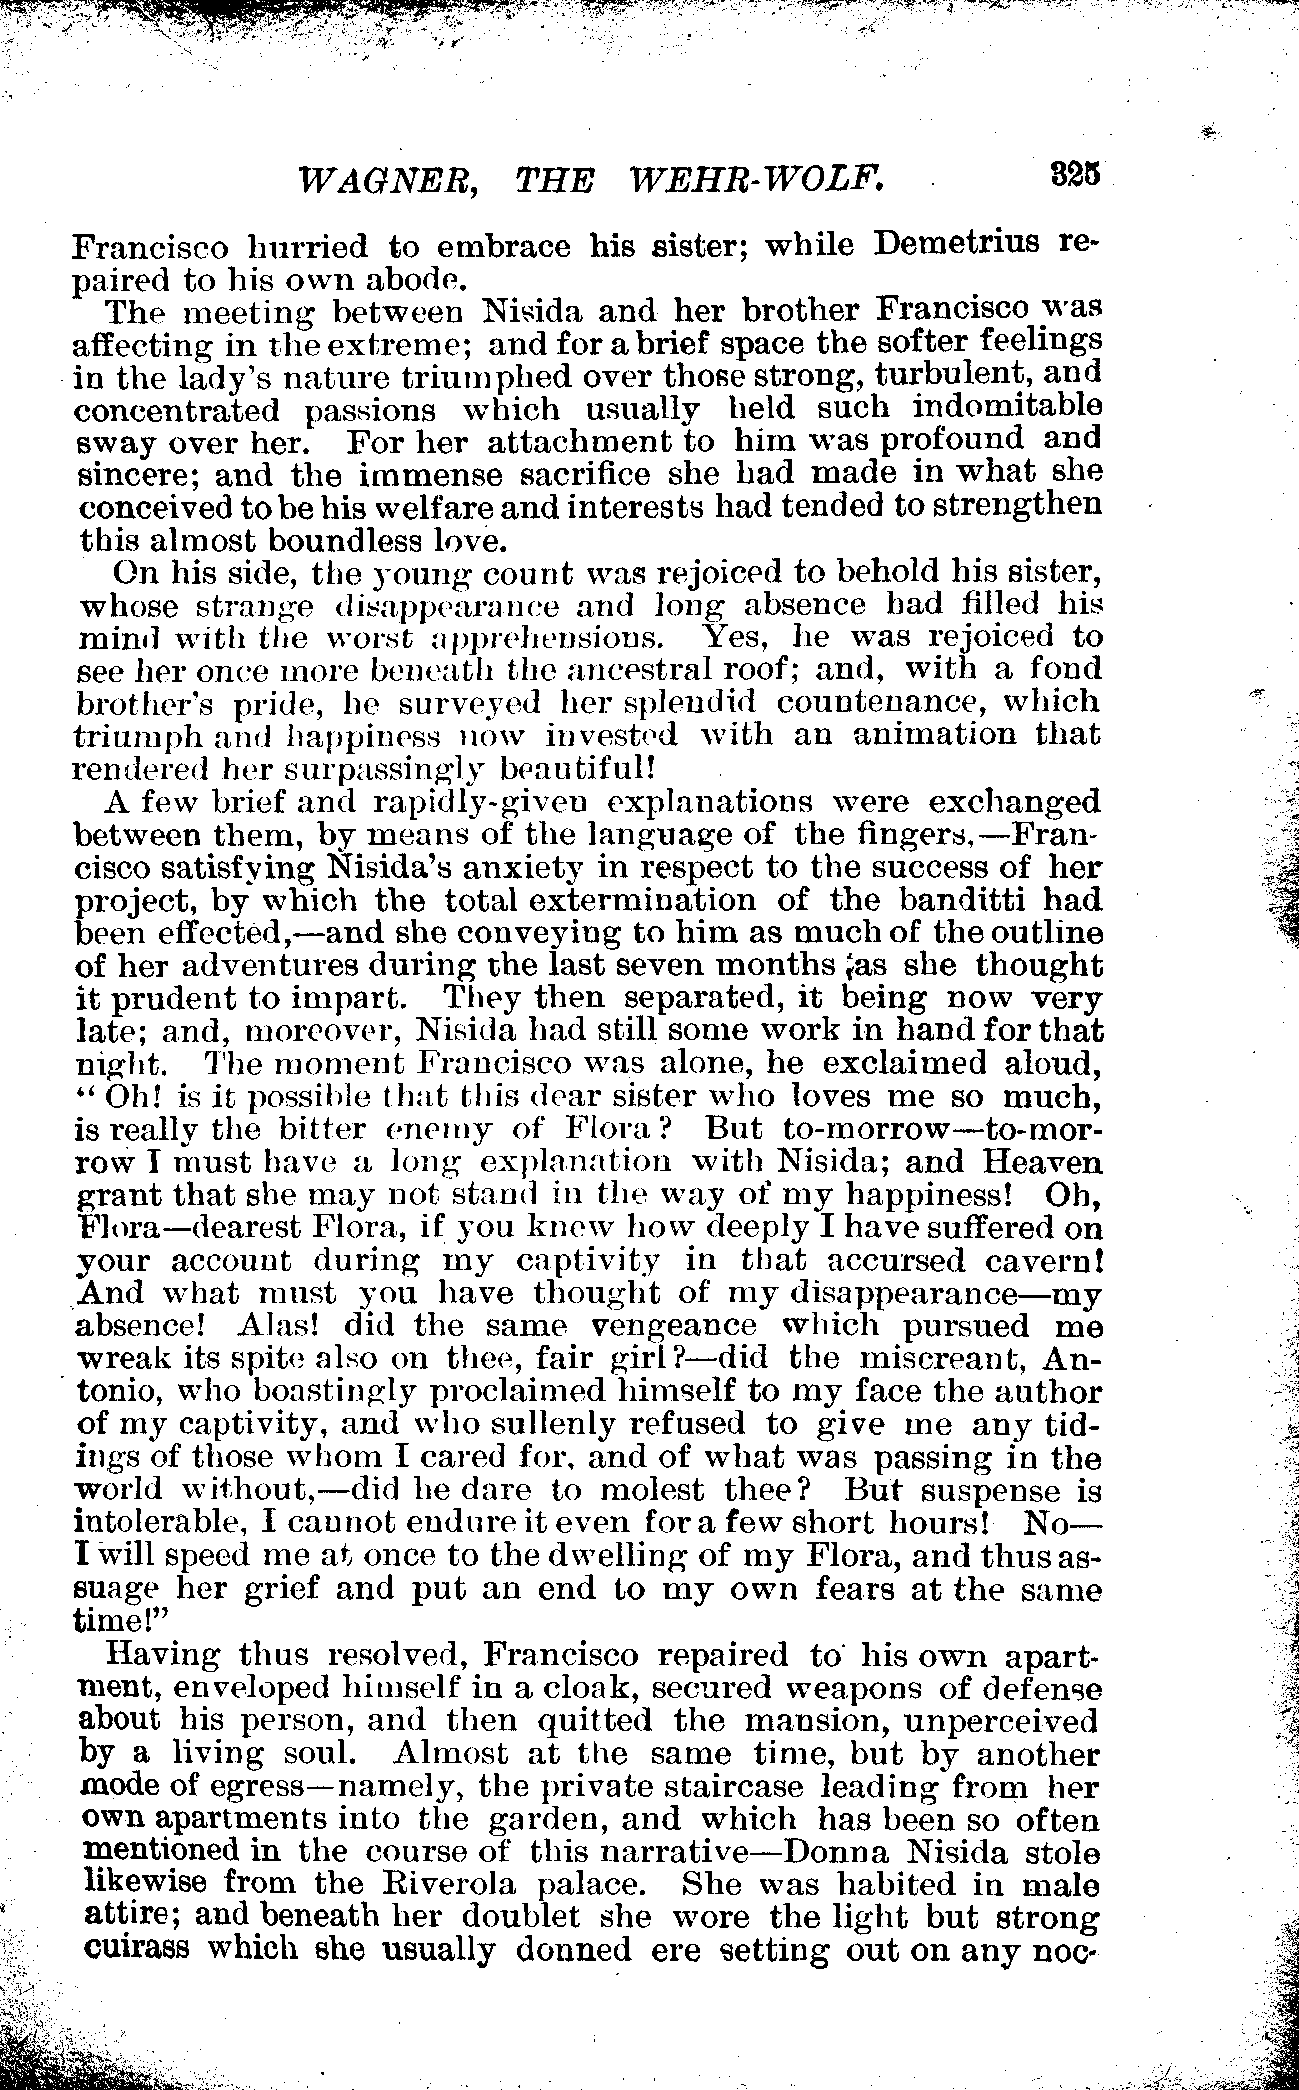 WAGNER, THE WEHR-WOLF. 325
Francisco hurried to embrace his sister; while Demetrius re-
paired to his own abode.
The meeting between Nisida and her brother Francisco was
affecting in the extreme; and for a brief space the softer feelings
in the lady's nature triumphed over those strong, turbulent, and
concentrated passions which usually held such indomitable
sway over her. For her attachment to him was profound and
sincere; and the immense sacrifice she had made in what she
conceived to be his welfare and interests had tended to strengthen
this almost boundless love.
On his side, the young count was rejoiced to behold his sister,
whose strange disappearance and long absence had filled his
mind with the worst apprehensions. Yes, he was rejoiced to
see her once more beneath the ancestral roof; and, with a fond
brother's pride, he surveyed her splendid countenance, which
triumph and happiness now invested with an animation that
rendered her surpassingly beautiful!
A few brief and rapidly-given explanations were exchanged
between them, by means of the language of the fingers,—Fran-
cisco satisfying Nisida's anxiety in respect to the success of her
project, by which the total extermination of the banditti had
been effected,—and she conveying to him as much of the outline
of her adventures during the last seven months as she thought
it prudent to impart. They then separated, it being now very
late; and, moreover, Nisida had still some work in hand for that
night. The moment Francisco was alone, he exclaimed aloud,
"Oh! is it possible that this dear sister who loves me so much,
is really the bitter enemy of Flora? But to-morrow—to-mor-
row I must have a long explanation with Nisida; and Heaven
grant that she may not stand in the way of my happiness! Oh,
Flora—dearest Flora, if you knew how deeply I have suffered on
your account during my captivity in that accursed cavern!
And what must you have thought of my disappearance—my
absence! Alas! did the same vengeance which pursued me
wreak its spite also on thee, fair girl?—did the miscreant, An-
tonio, who boastingly proclaimed himself to my face the author
of my captivity, and who sullenly refused to give me any tid-
ings of those whom I cared for, and of what was passing in the
world without,—did he dare to molest thee? But suspense is
intolerable, I cannot endure it even for a few short hours! No—
I will speed me at once to the dwelling of my Flora, and thus as-
suage her grief and put an end to my own fears at the same
time!"
Having thus resolved, Francisco repaired to his own apart-
ment, enveloped himself in a cloak, secured weapons of defense
about his person, and then quitted the mansion, unperceived
by a living soul. Almost at the same time, but by another
mode of egress—namely, the private staircase leading from her
own apartments into the garden, and which has been so often
mentioned in the course of this narrative—Donna Nisida stole
likewise from the Riverola palace. She was habited in male
attire; and beneath her doublet she wore the light but strong
cuirass which she usually donned ere setting out on any noc-